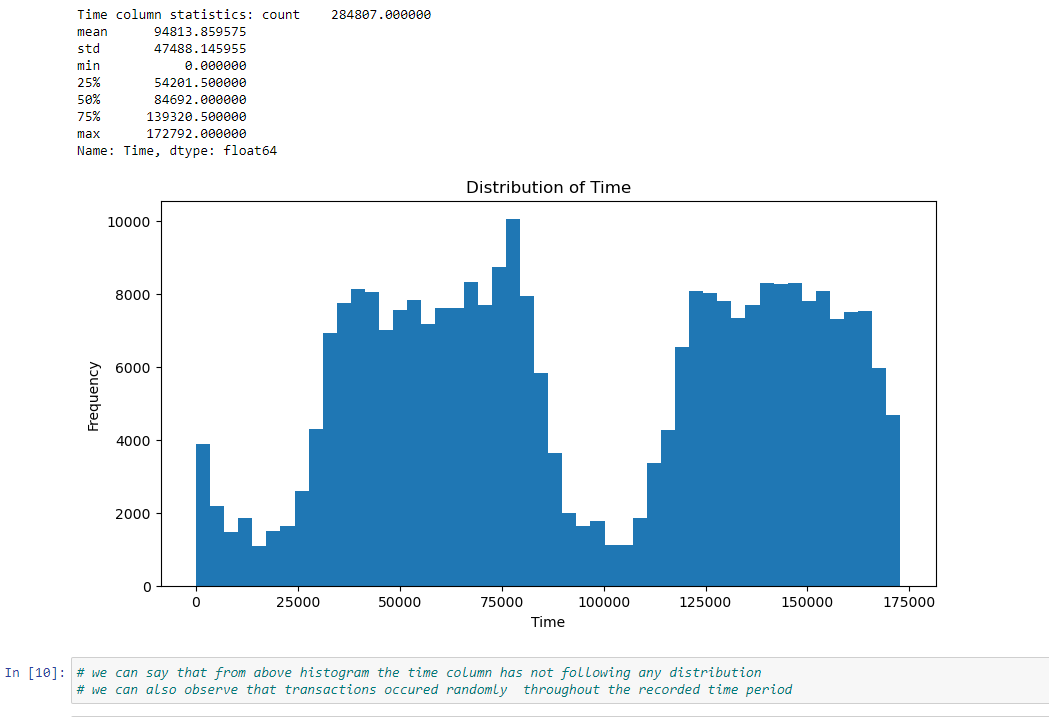 Time column statistics: count    284807.000000
mean      94813.859575
std       47488.145955
min           0.000000
25%       54201.500000
50%       84692.000000
75%      139320.500000
max      172792.000000
Name: Time, dtype: float64
Distribution of Time
10000
8000
6000
4000
2000
0
Frequency
0 25000 50000 75000 100000 125000 150000 175000
Time
In [10]: # we can say that from above histogram the time column has not following any distribution
# we can also observe that transactions occured randomly  throughout the recorded time period